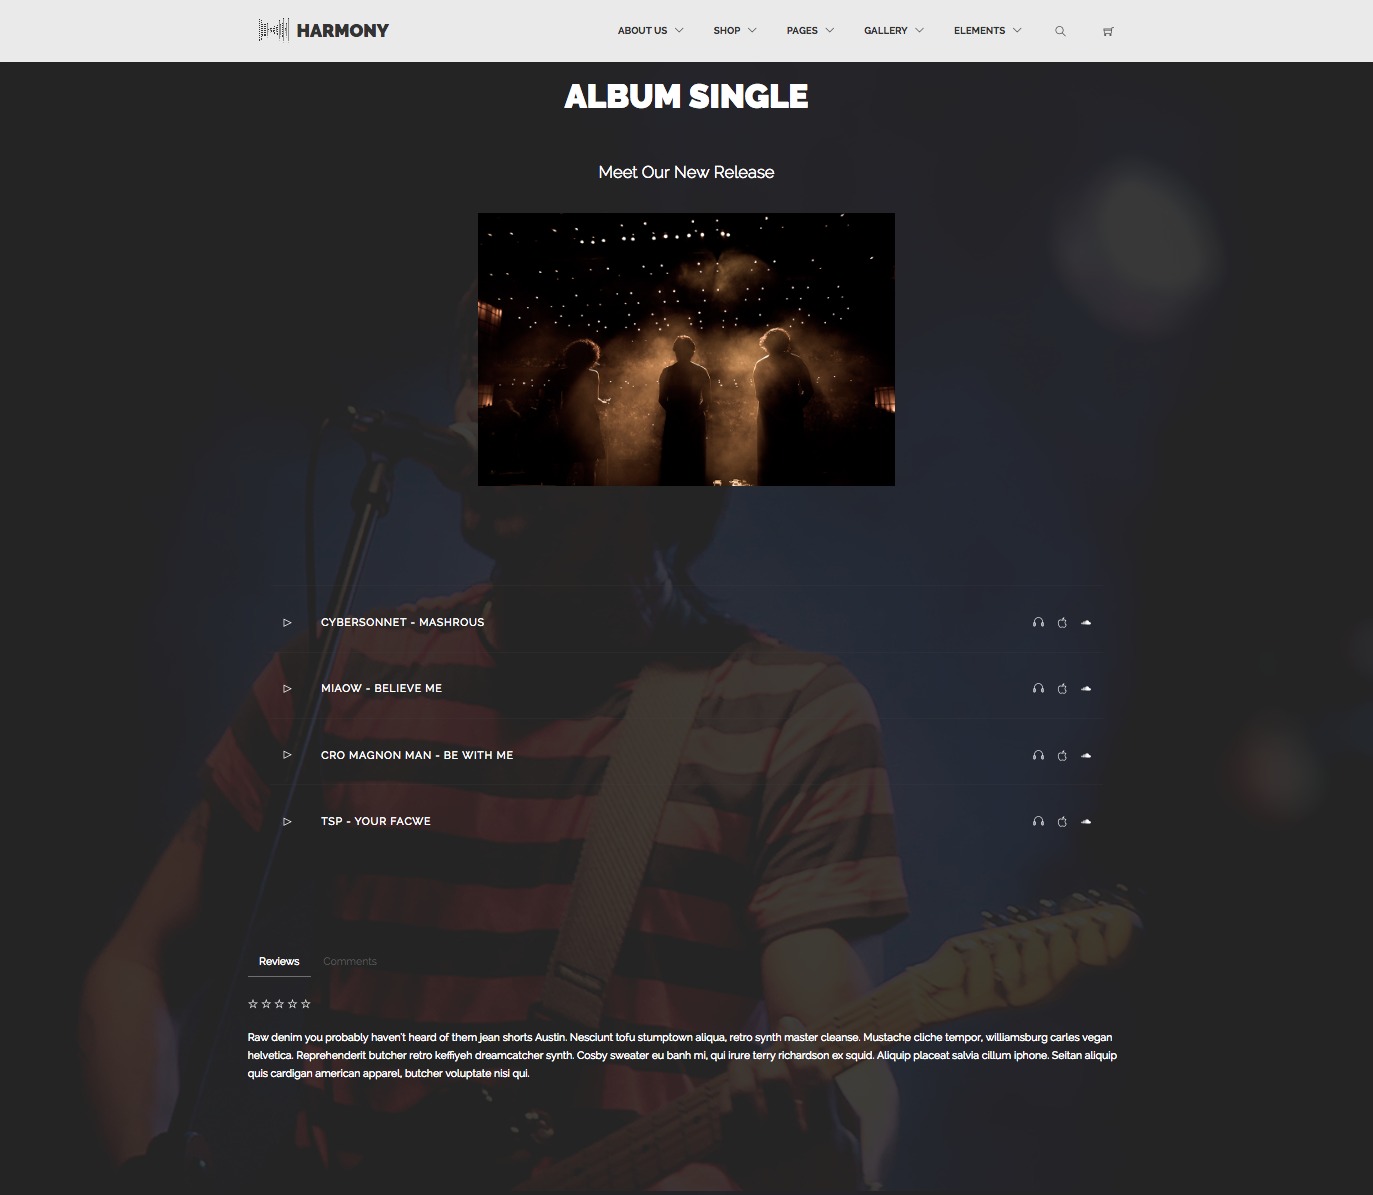 HARMONY
ABOUT US
SHOP
PAGES
GALLERY
ELEMENTS
ALBUM SINGLE
Meet Our New Release
CYBERSONNET - MASHROUS
MIAOW - BELIEVE ME
CRO MAGNON MAN - BE WITH ME
TSP - YOUR FACWE
Reviews
Comments
Raw denim you probably haven't heard of them jean shorts Austin. Nesciunt tofu stumptown aliqua, retro synth master cleanse. Mustache cliche tempor, williamsburg carles vegan
helvetica. Reprehenderit butcher retro keffiyeh dreamcatcher synth. Cosby sweater eu banh mi, qui irure terry richardson ex squid. Aliquip placeat salvia cillum iphone. Seitan aliquip
quis cardigan american apparel, butcher voluptate nisi qui.